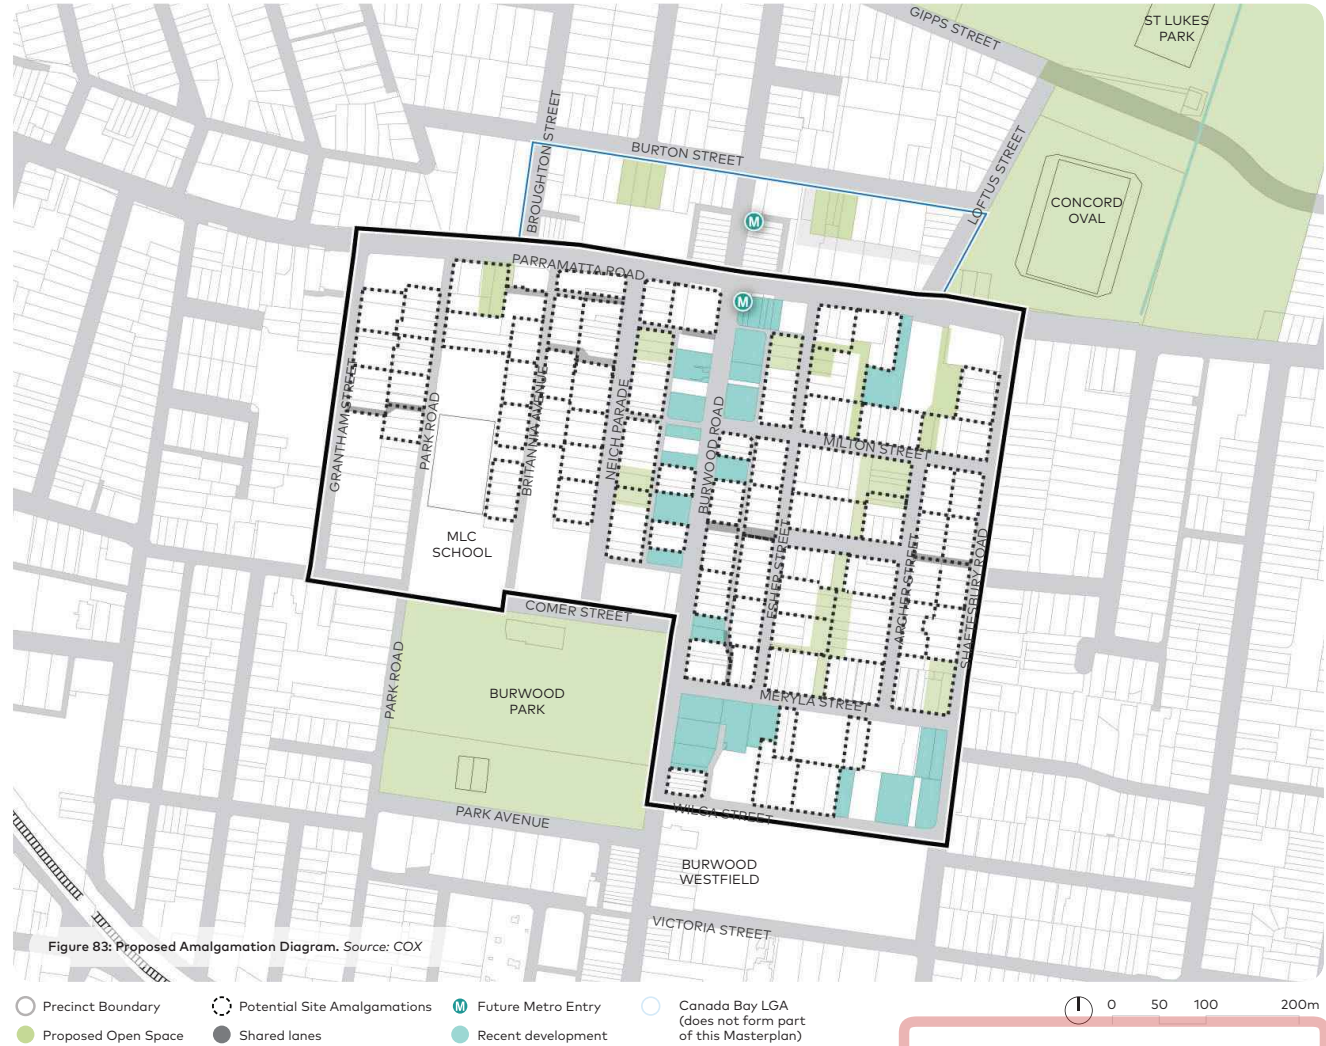 GIPPS STREET
ST LUKES
PARK
BROUGHTON STREET
BURTON STREET
LOFTUS STREET
CONCORD
OVAL
M
PARRAMATTA ROAD
M
GRANTHAM STREET
PARK ROAD
BRITANNIA AVENUE
NEICH PARADE
BURWOOD ROAD
MILTON STREET
MLC
SCHOOL
ESHER STREET
ARCHER STREET
SHAFTESBURY ROAD
COMER STREET
PARK ROAD
BURWOOD
PARK
MERYLA STREET
PARK AVENUE
WILGA STREET
BURWOOD
WESTFIELD
VICTORIA STREET
Figure 83: Proposed Amalgamation Diagram. Source: COX
Precinct Boundary
Potential Site Amalgamations
M Future Metro Entry
Canada Bay LGA
(does not form part
of this Masterplan)
Proposed Open Space
Shared lanes
Recent development
0 50 100 200m